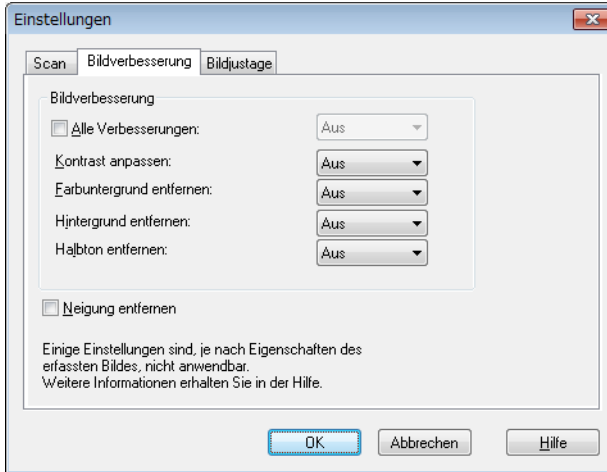 Einstellungen
Scan Bildverbesserung Bildjustage
Bildverbesserung
Alle Verbesserungen: Aus
Kontrast anpassen: Aus
Farbuntergrund entfernen: Aus
Hintergrund entfernen: Aus
Halbton entfernen: Aus
Neigung entfernen
Einige Einstellungen sind, je nach Eigenschaften des
erfassten Bildes, nicht anwendbar.
Weitere Informationen erhalten Sie in der Hilfe.
OK Abbrechen Hilfe